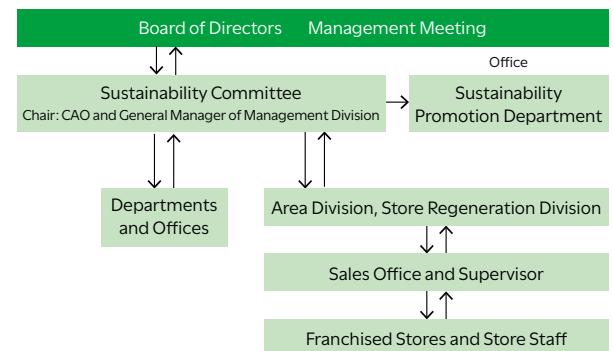 Board of Directors Management Meeting
Office
Sustainability Committee
Chair: CAO and General Manager of Management Division
Sustainability
Promotion Department
Departments
and Offices
Area Division, Store Regeneration Division
Sales Office and Supervisor
Franchised Stores and Store Staff